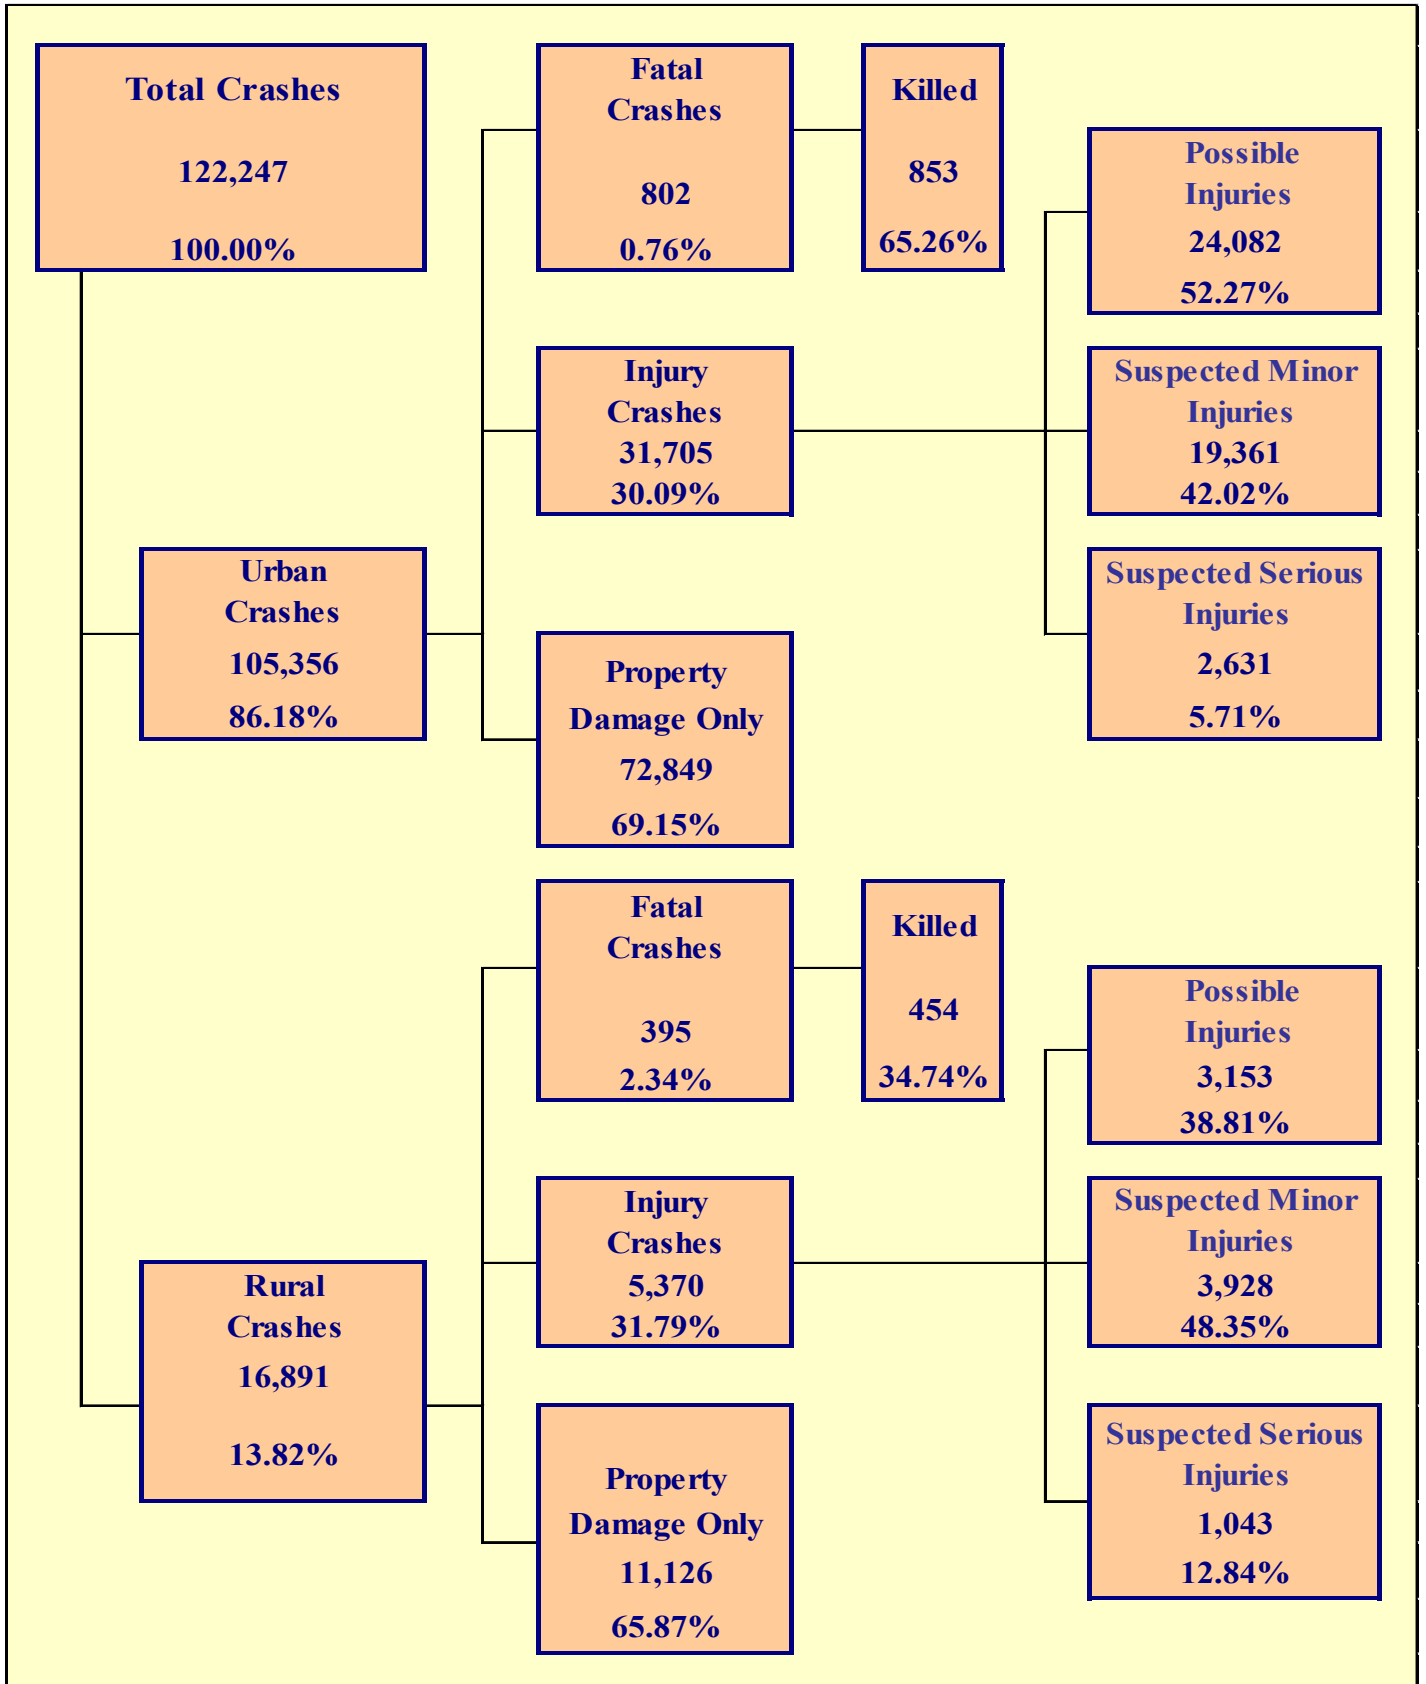 Total Crashes
122,247
100.00%
Fatal
Crashes
802
0.76%
Killed
853
65.26%
Possible
Injuries
24,082
52.27%
Injury
Crashes
31,705
30.09%
Suspected Minor
Injuries
19,361
42.02%
Urban
Crashes
105,356
86.18%
Suspected Serious
Injuries
2,631
5.71%
Property
Damage Only
72,849
69.15%
Fatal
Crashes
395
2.34%
Killed
454
34.74%
Possible
Injuries
3,153
38.81%
Injury
Crashes
5,370
31.79%
Suspected Minor
Injuries
3,928
48.35%
Rural
Crashes
16,891
13.82%
Property
Damage Only
11,126
65.87%
Suspected Serious
Injuries
1,043
12.84%